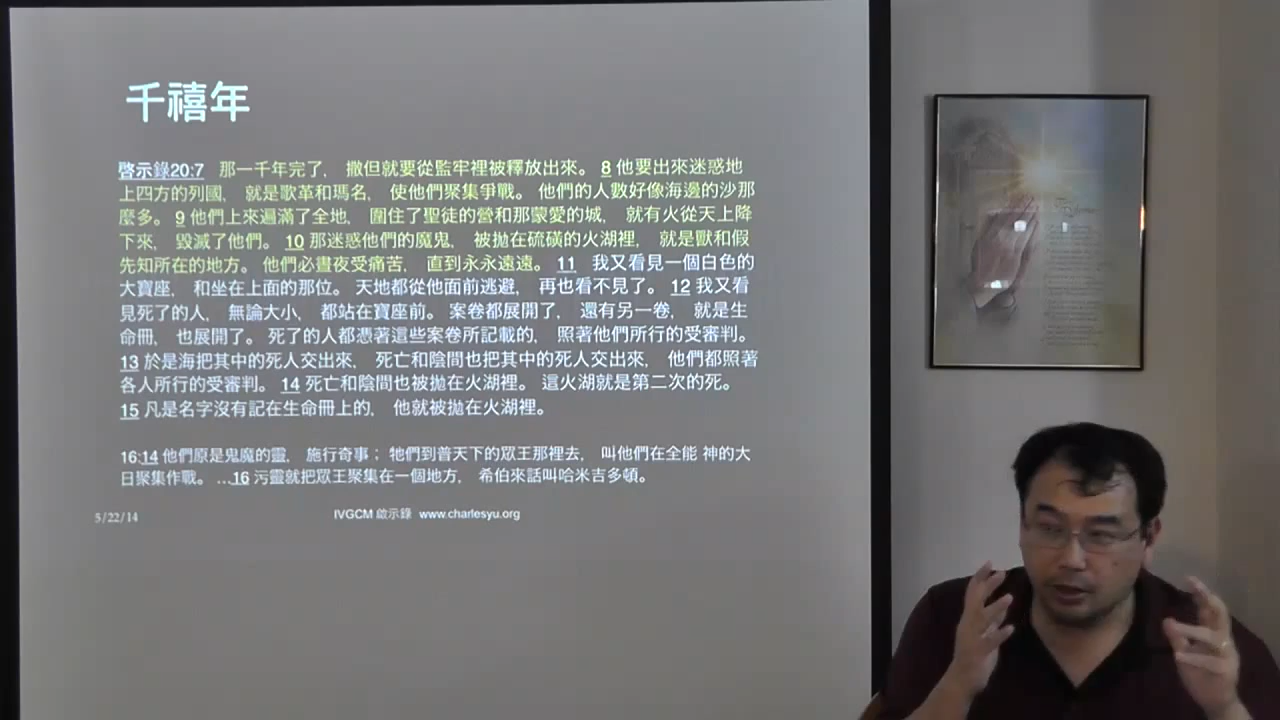 千禧年
啓示錄20:7 那一千年完了, 撒但就要從監牢裡被釋放出來。 8 他要出來迷惑地
上四方的列國, 就是歌革和瑪各, 使他們聚集爭戰。 他們的人數好像海邊的沙那
麼多。 9 他們上來遍滿了全地, 圍住了聖徒的營和那蒙愛的城, 就有火從天上降
下來, 毀滅了他們。 10 那迷惑他們的魔鬼, 被拋在硫磺的火湖裡, 就是獸和假
先知所在的地方。 他們必晝夜受痛苦, 直到永永遠遠。 11 我又看見一個白色的
大寶座, 和坐在上面的那位。 天地都從他面前逃避, 再也看不見了。 12 我又看
見死了的人, 無論大小, 都站在寶座前。 案卷都展開了, 還有另一卷, 就是生
命冊, 也展開了。 死了的人都憑著這些案卷所記載的, 照著他們所行的受審判。
13 於是海把其中的死人交出來, 死亡和陰間也把其中的死人交出來, 他們都照著
各人所行的受審判。 14 死亡和陰間也被拋在火湖裡。 這火湖就是第二次的死。
15 凡是名字沒有記在生命冊上的, 他就被拋在火湖裡。
16:14 他們原是鬼魔的靈, 施行奇事; 牠們到普天下的眾王那裡去, 叫他們在全能 神的大
日聚集作戰。 …16 污靈就把眾王聚集在一個地方, 希伯來話叫哈米吉多頓。
5/22/14 IVGCM 啟示錄 www.charlesyu.org